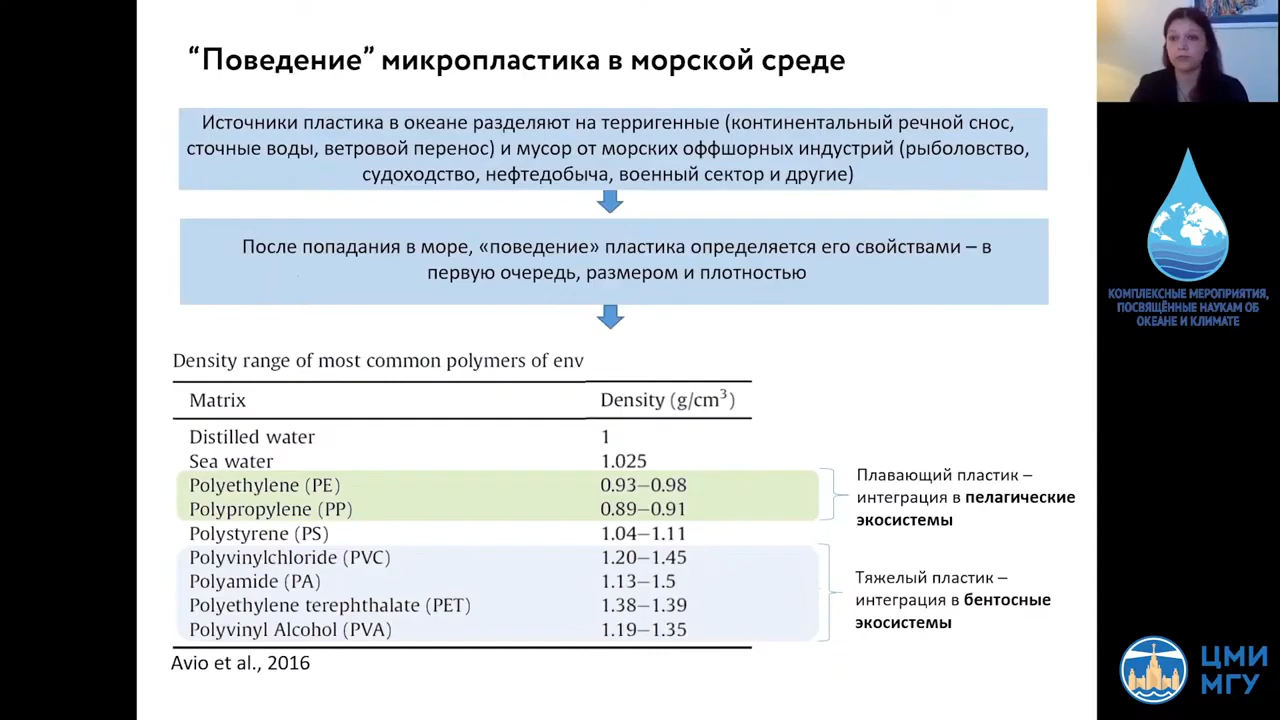 “Поведение” микропластика в морской среде
Источники пластика в океане разделяют на терригенные (континентальный речной снос,
сточные воды, ветровой перенос) и мусор от морских оффшорных индустрий (рыболовство,
судоходство, нефтедобыча, военный сектор и другие)
После попадания в море, «поведение» пластика определяется его свойствами – в
первую очередь, размером и плотностью
Density range of most common polymers of env
Matrix Density (g/cm³)
Distilled water 1
Sea water 1.025
Polyethylene (PE) 0.93–0.98
Polypropylene (PP) 0.89–0.91
Polystyrene (PS) 1.04–1.11
Polyvinylchloride (PVC) 1.20–1.45
Polyamide (PA) 1.13–1.5
Polyethylene terephthalate (PET) 1.38–1.39
Polyvinyl Alcohol (PVA) 1.19–1.35
Avio et al., 2016
Плавающий пластик –
интеграция в пелагические
экосистемы
Тяжелый пластик –
интеграция в бентосные
экосистемы
КОМПЛЕКСНЫЕ МЕРОПРИЯТИЯ,
ПОСВЯЩЁННЫЕ НАУКАМ ОБ
ОКЕАНЕ И КЛИМАТЕ
ЦМИ
МГУ